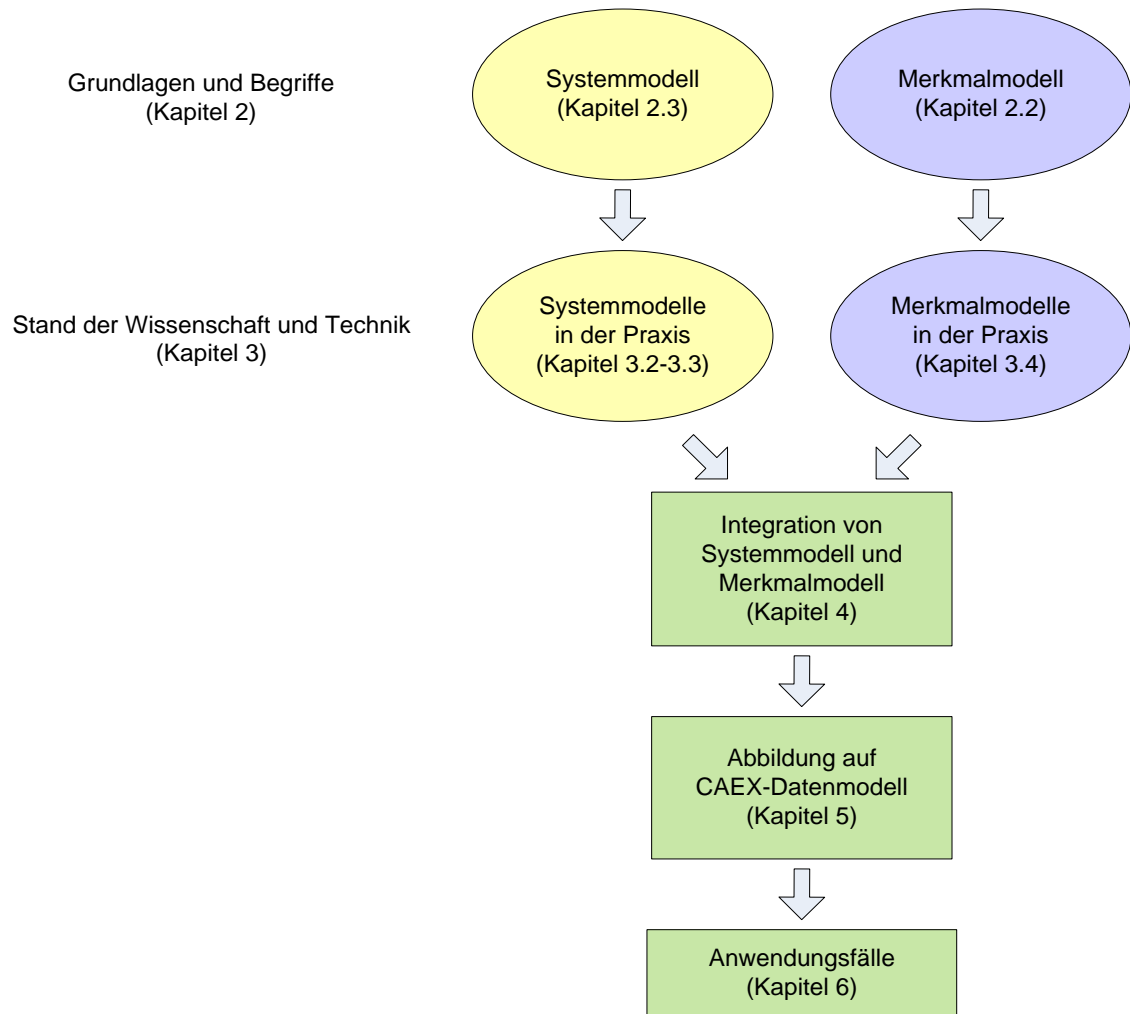 Grundlagen und Begriffe
(Kapitel 2)
Systemmodell
(Kapitel 2.3)
Merkmalmodell
(Kapitel 2.2)
Stand der Wissenschaft und Technik
(Kapitel 3)
Systemmodelle
in der Praxis
(Kapitel 3.2-3.3)
Merkmalmodelle
in der Praxis
(Kapitel 3.4)
Integration von
Systemmodell und
Merkmalmodell
(Kapitel 4)
Abbildung auf
CAEX-Datenmodell
(Kapitel 5)
Anwendungsfälle
(Kapitel 6)